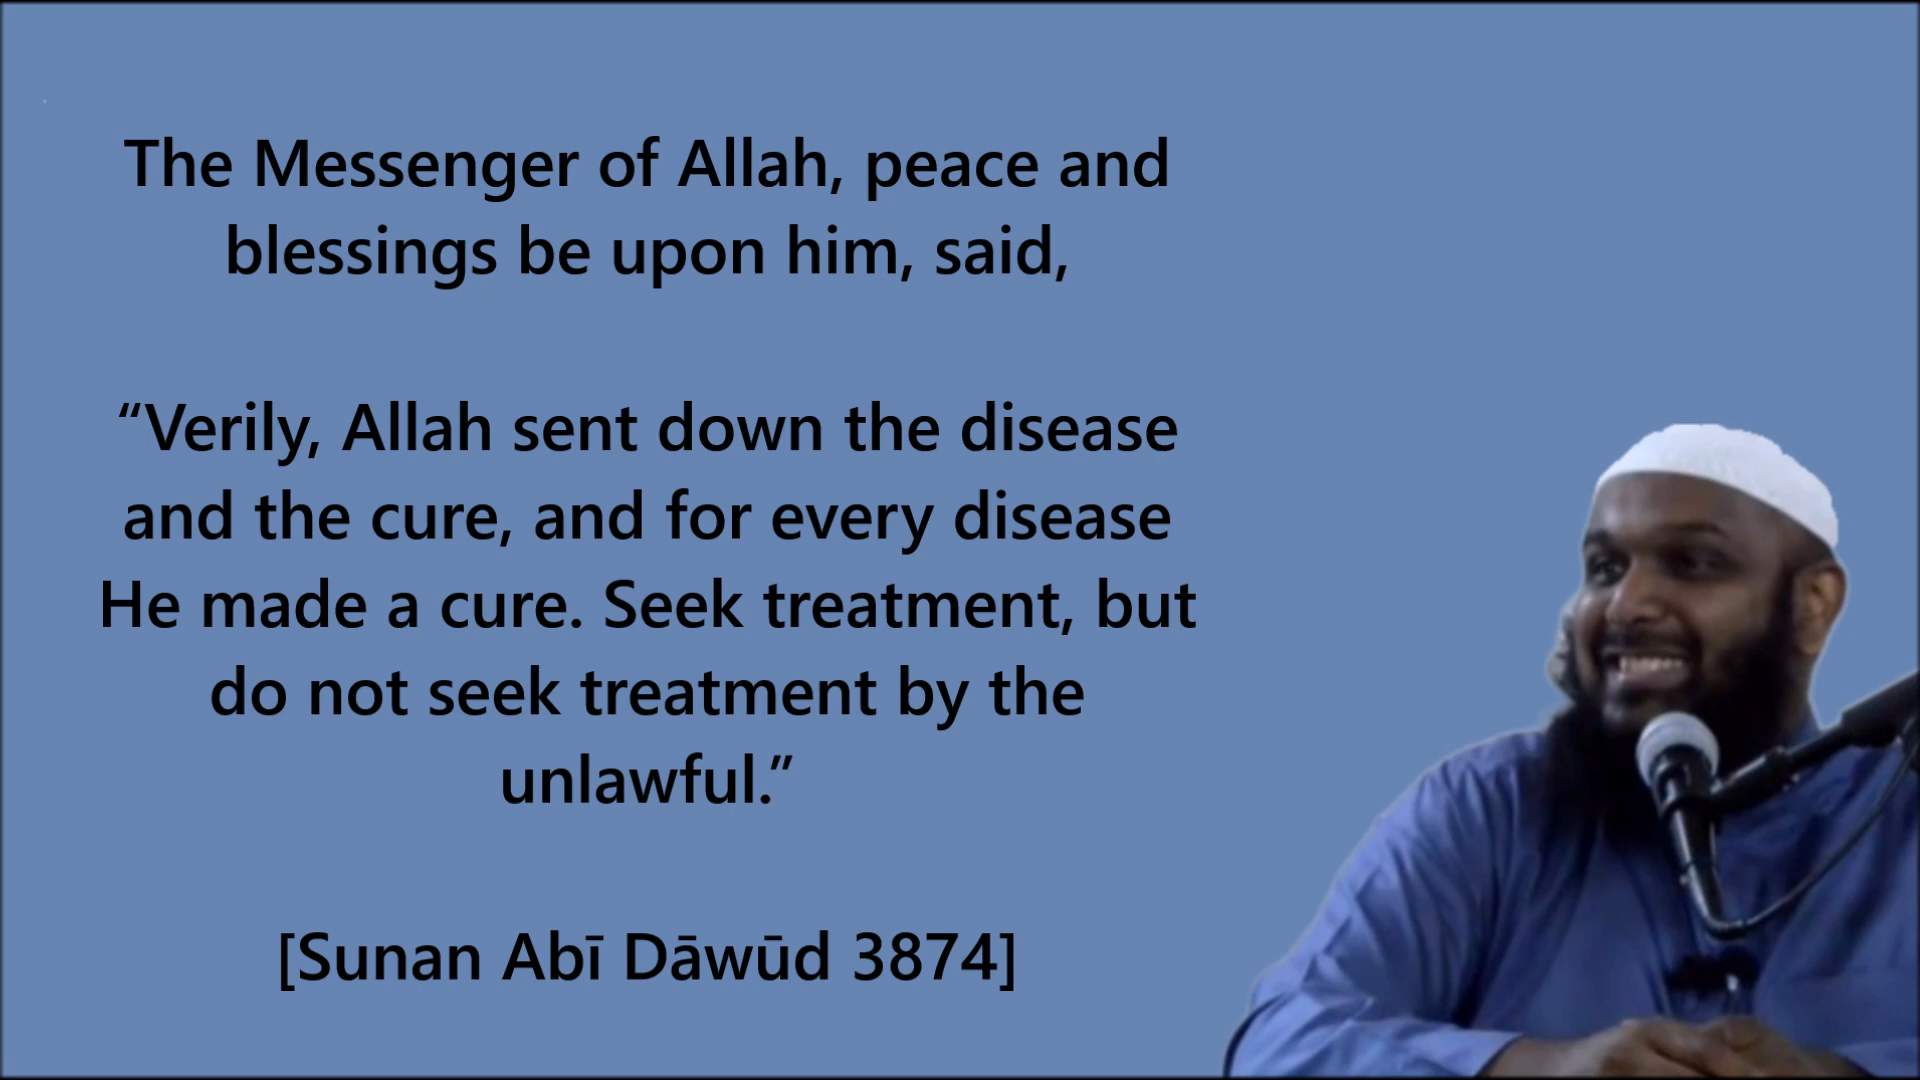 The Messenger of Allah, peace and
blessings be upon him, said,
“Verily, Allah sent down the disease
and the cure, and for every disease
He made a cure. Seek treatment, but
do not seek treatment by the
unlawful.”
[Sunan Abī Dāwūd 3874]